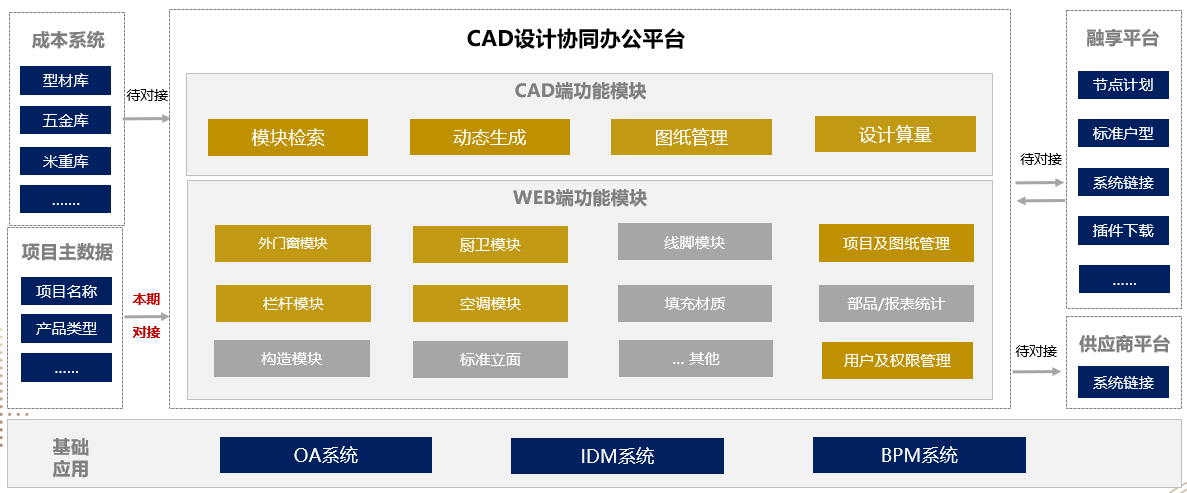 成本系统
型材库
五金库
米重库
.......
项目主数据
项目名称
产品类型
......
待对接
本期
对接
CAD设计协同办公平台
CAD端功能模块
模块检索
动态生成
图纸管理
设计算量
WEB端功能模块
外门窗模块
厨卫模块
线脚模块
项目及图纸管理
栏杆模块
空调模块
填充材质
部品/报表统计
构造模块
标准立面
... 其他
用户及权限管理
待对接
待对接
融享平台
节点计划
标准户型
系统链接
插件下载
......
供应商平台
系统链接
基础
应用
OA系统
IDM系统
BPM系统